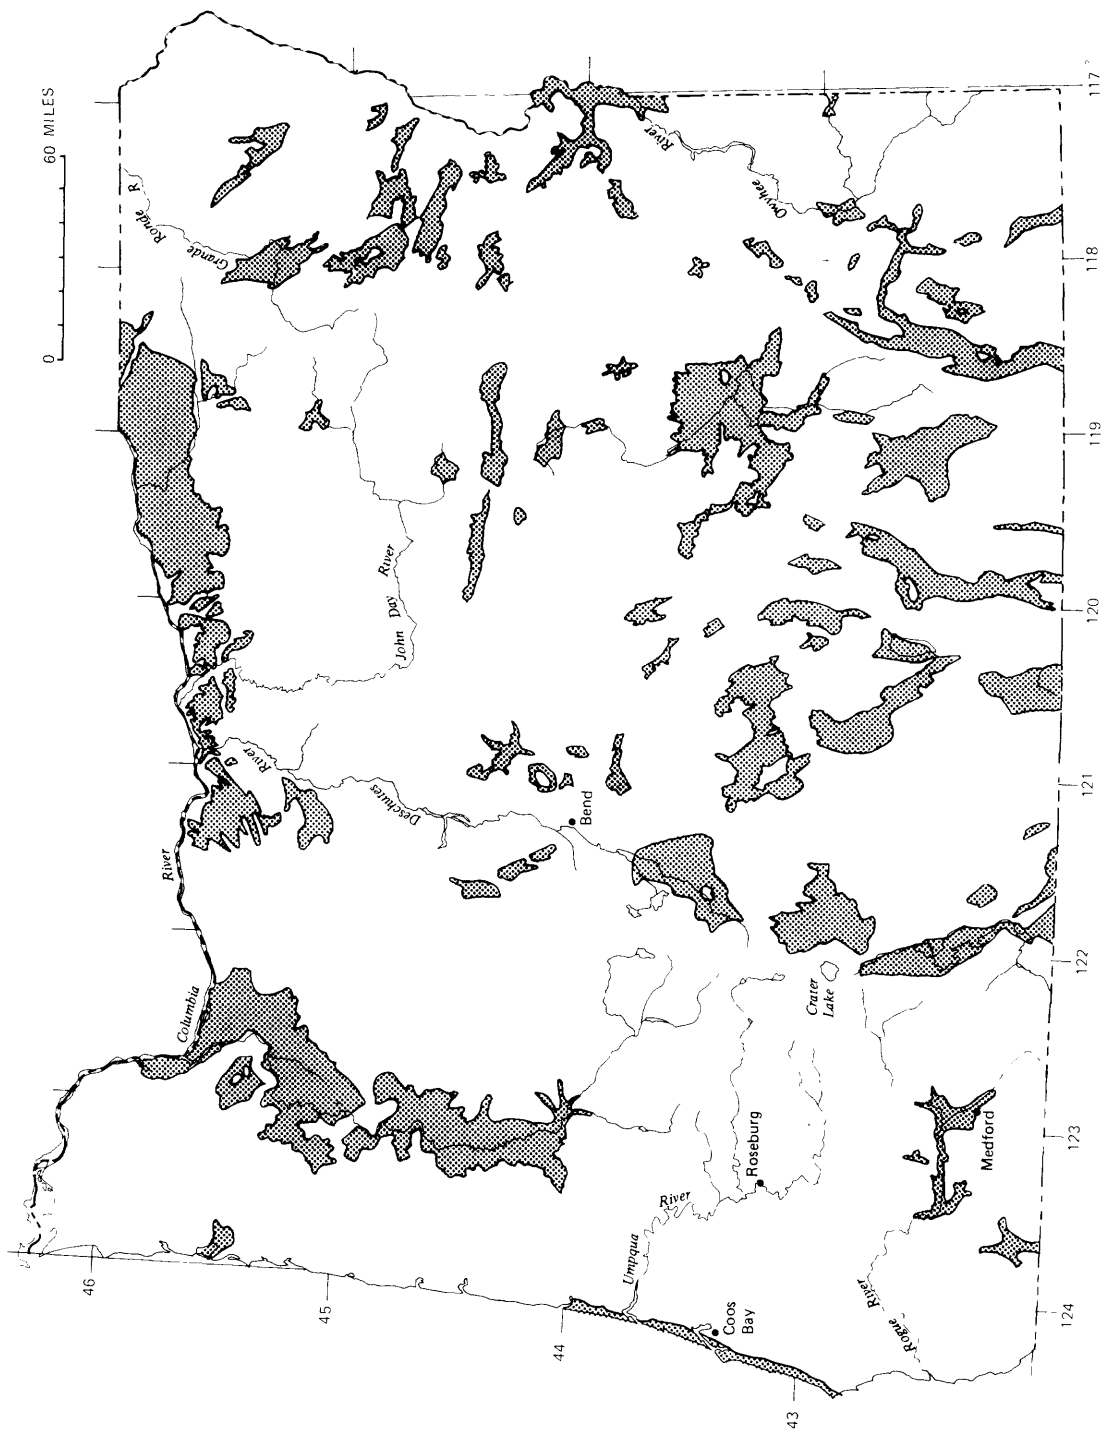 0 60 MILES
Grande Ronde R
River
Columbia
River
Deschutes
John Day River
Owyhee
River
Bend
Crater
Lake
Umpqua
River
Roseburg
Coos
Bay
Rogue River
Medford
46
45
44
43
124
123
122
121
120
119
118
117°